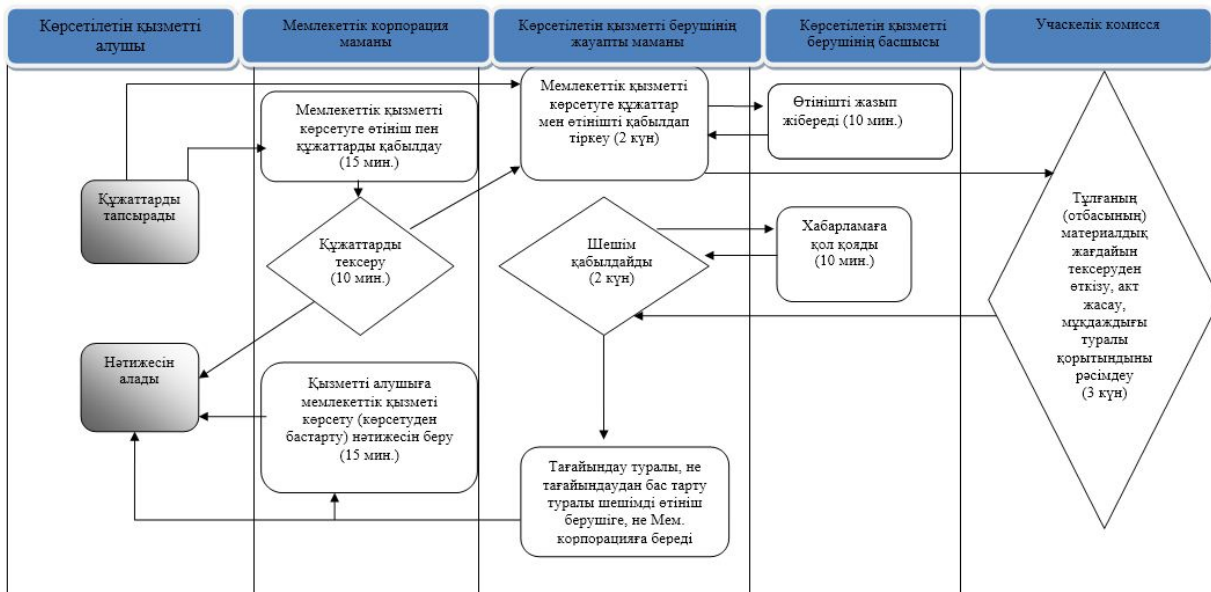 Көрсетілетін қызметті
алушы
Мемлекеттік корпорация
маманы
Көрсетілетін қызметті берушінің
жауапты маманы
Көрсетілетін қызметті
берушінің басшысы
Учаскелік комисся
Құжаттарды
тапсырады
Нәтижесін
алады
Мемлекеттік қызметті
көрсетуге өтініш пен
құжаттарды қабылдау
(15 мин.)
Құжаттарды
тексеру
(10 мин.)
Қызметті алушыға
мемлекеттік қызметі
көрсету (көрсетуден
бастарту) нәтижесін беру
(15 мин.)
Мемлекеттік қызметті
көрсетуге құжаттар
мен өтінішті қабылдап
тіркеу (2 күн)
Шешім
қабылдайды
(2 күн)
Тағайындау туралы, не
тағайындаудан бас тарту
туралы шешімді өтініш
берушіге, не Мем.
корпорацияға береді
Өтінішті жазып
жібереді (10 мин.)
Хабарламаға
қол қояды
(10 мин.)
Тұлғаның
(отбасының)
материалдық
жағдайын
тексеруден
өткізу, акт
жасау,
мұқдаждығы
туралы
қорытындыны
рәсімдеу
(3 күн)